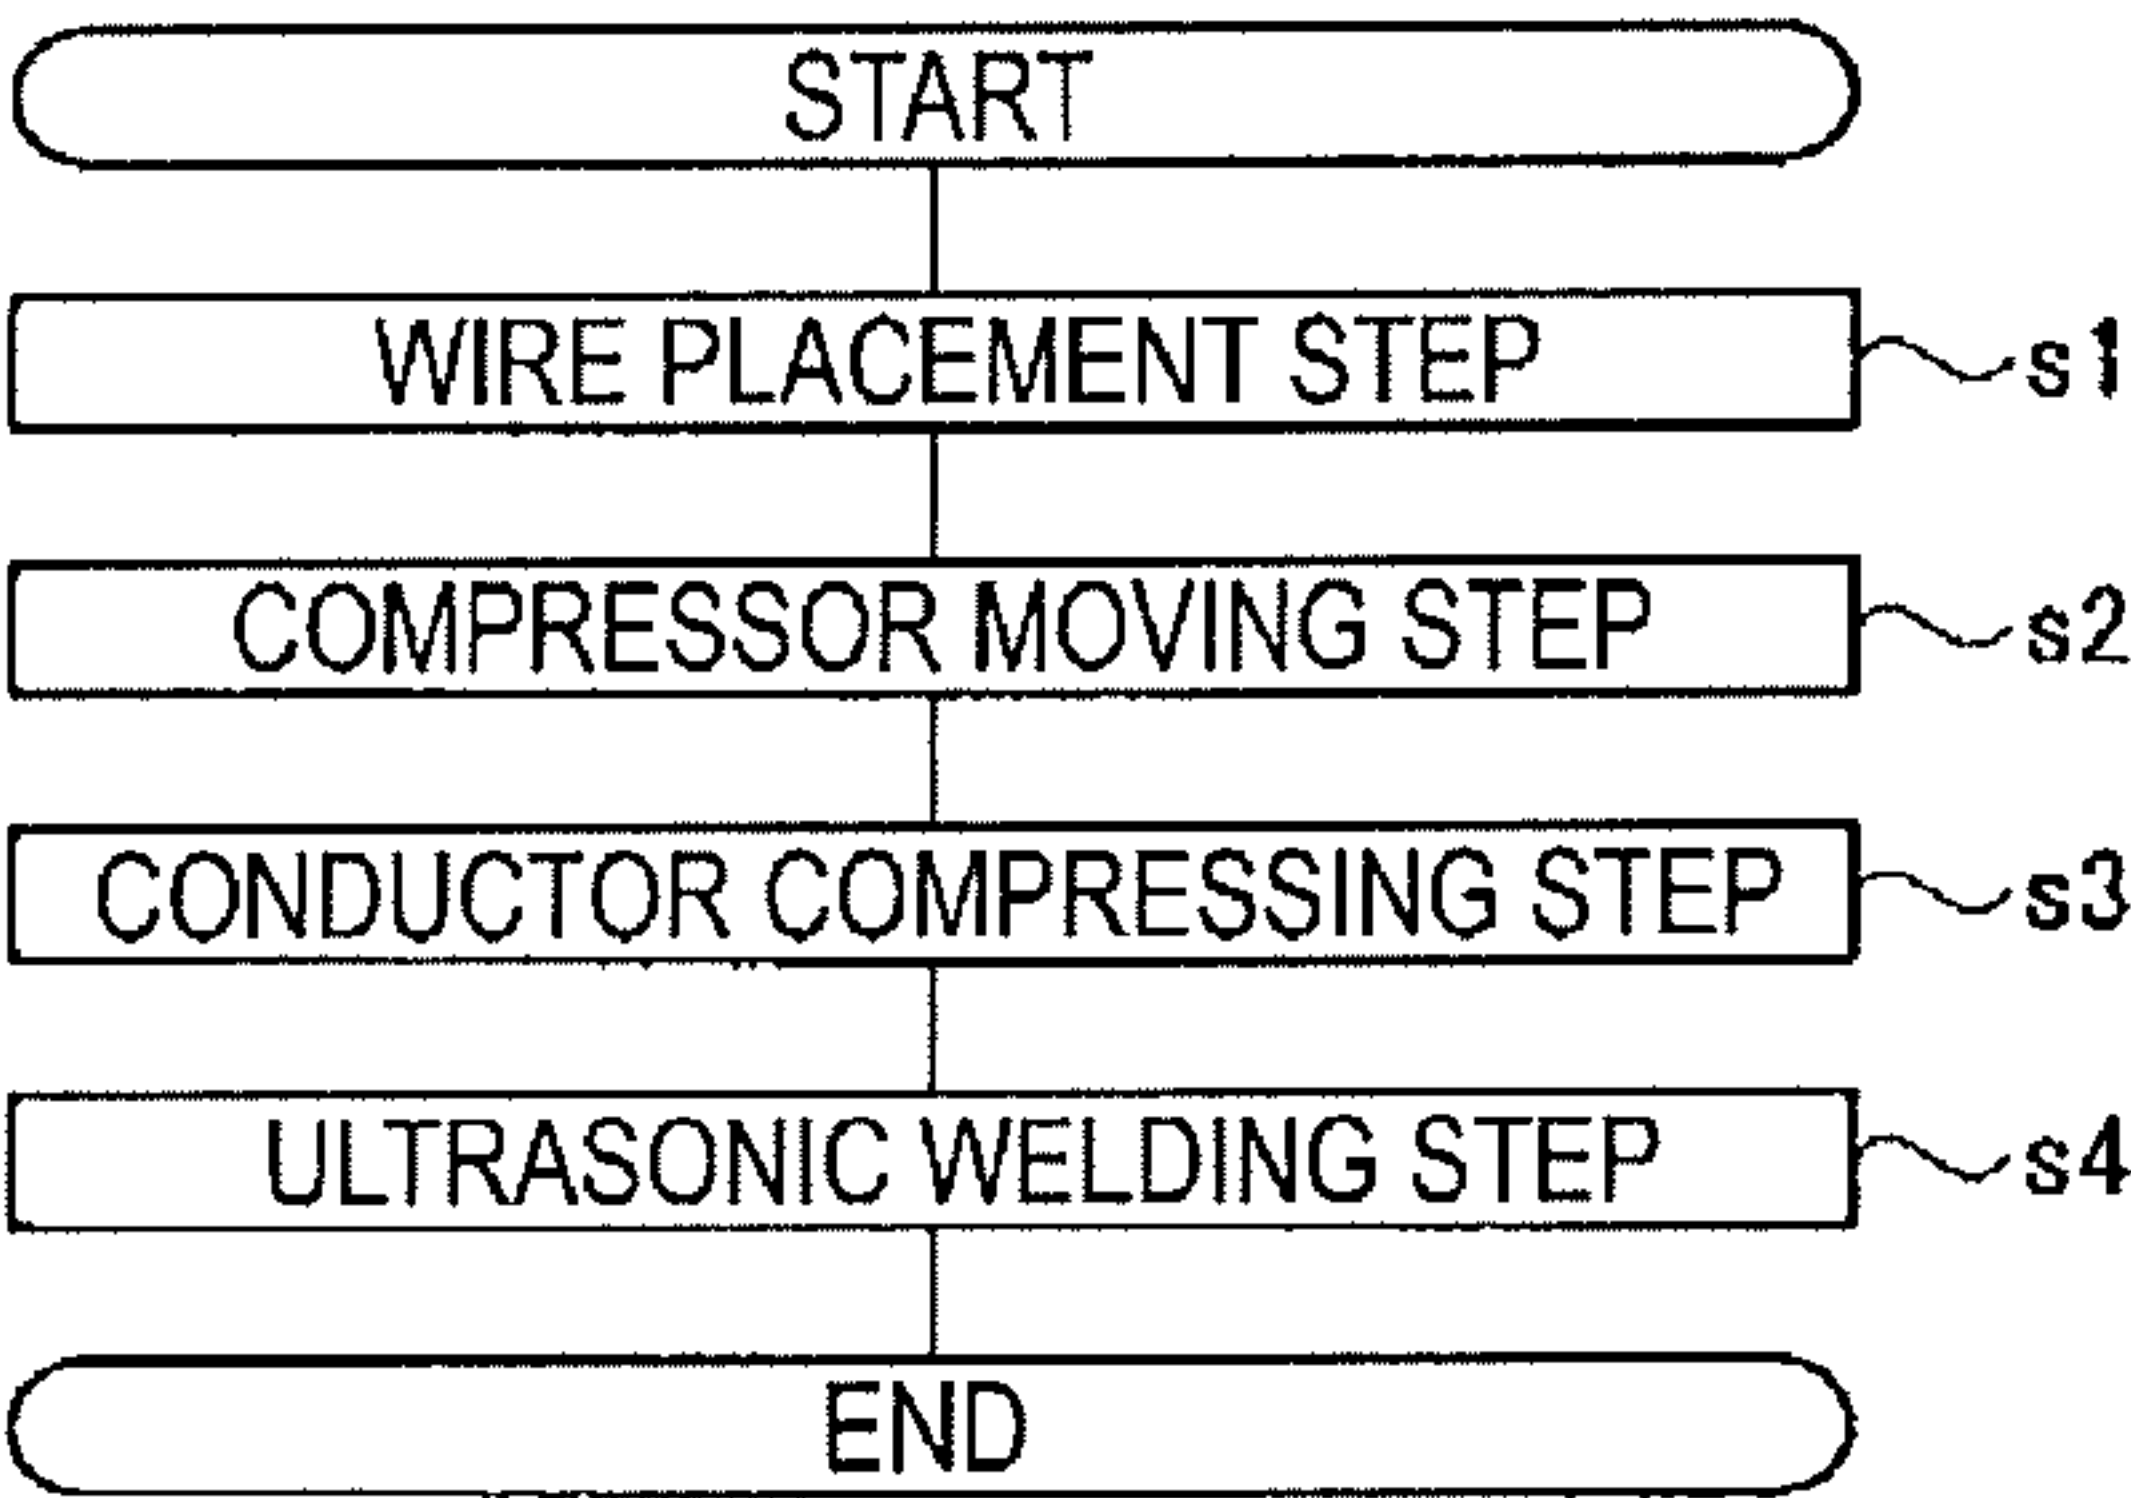 START
WIRE PLACEMENT STEP s1
COMPRESSOR MOVING STEP s2
CONDUCTOR COMPRESSING STEP s3
ULTRASONIC WELDING STEP s4
END